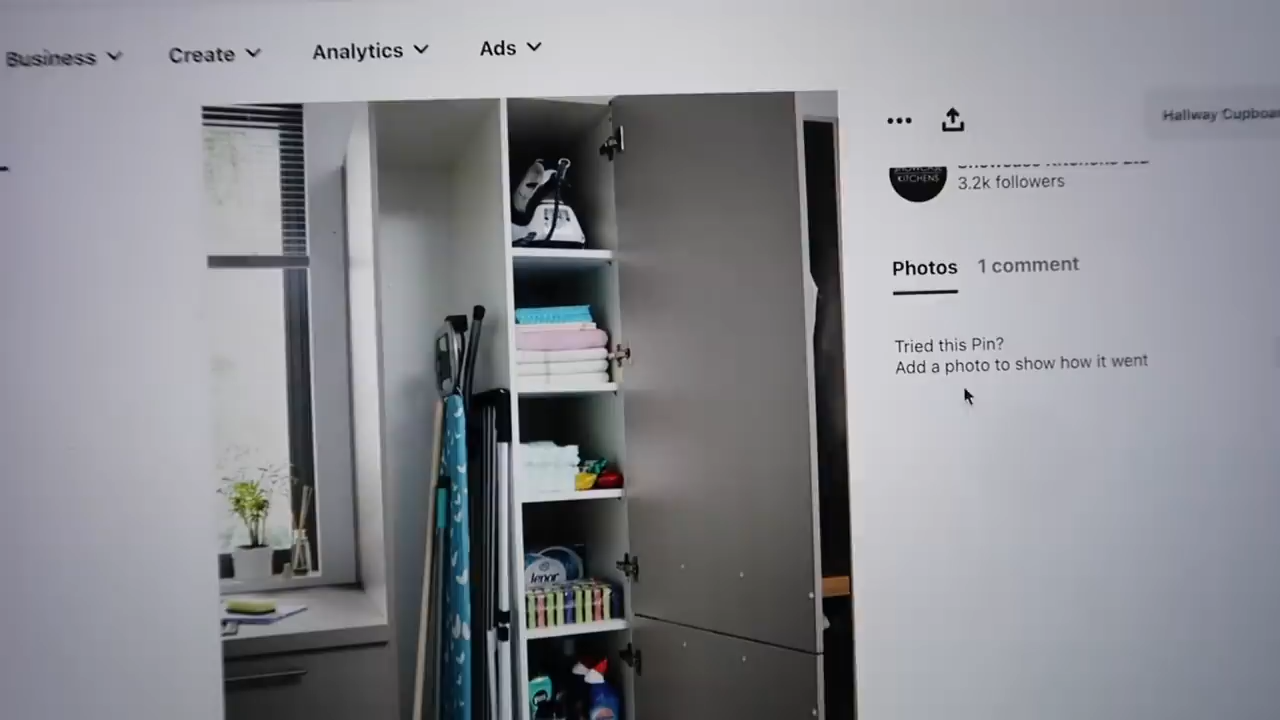 Business
Create
Analytics
Ads
Hallway Cupboa
KITCHENS
3.2k followers
Photos
1 comment
Tried this Pin?
Add a photo to show how it went
lenor